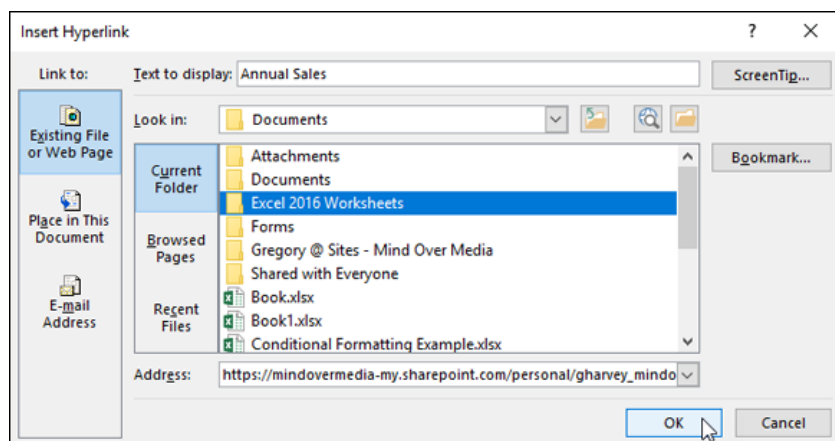 Insert Hyperlink
? X
Link to:
Text to display: Annual Sales
ScreenTip...
Existing File
or Web Page
Look in: Documents
Place in This
Document
E-mail
Address
Current
Folder
Browsed
Pages
Recent
Files
Attachments
Documents
Excel 2016 Worksheets
Forms
Gregory @ Sites - Mind Over Media
Shared with Everyone
Book.xlsx
Book1.xlsx
Conditional Formatting Example.xlsx
Bookmark...
Address: https://mindovermedia-my.sharepoint.com/personal/gharvey_mindo
OK
Cancel